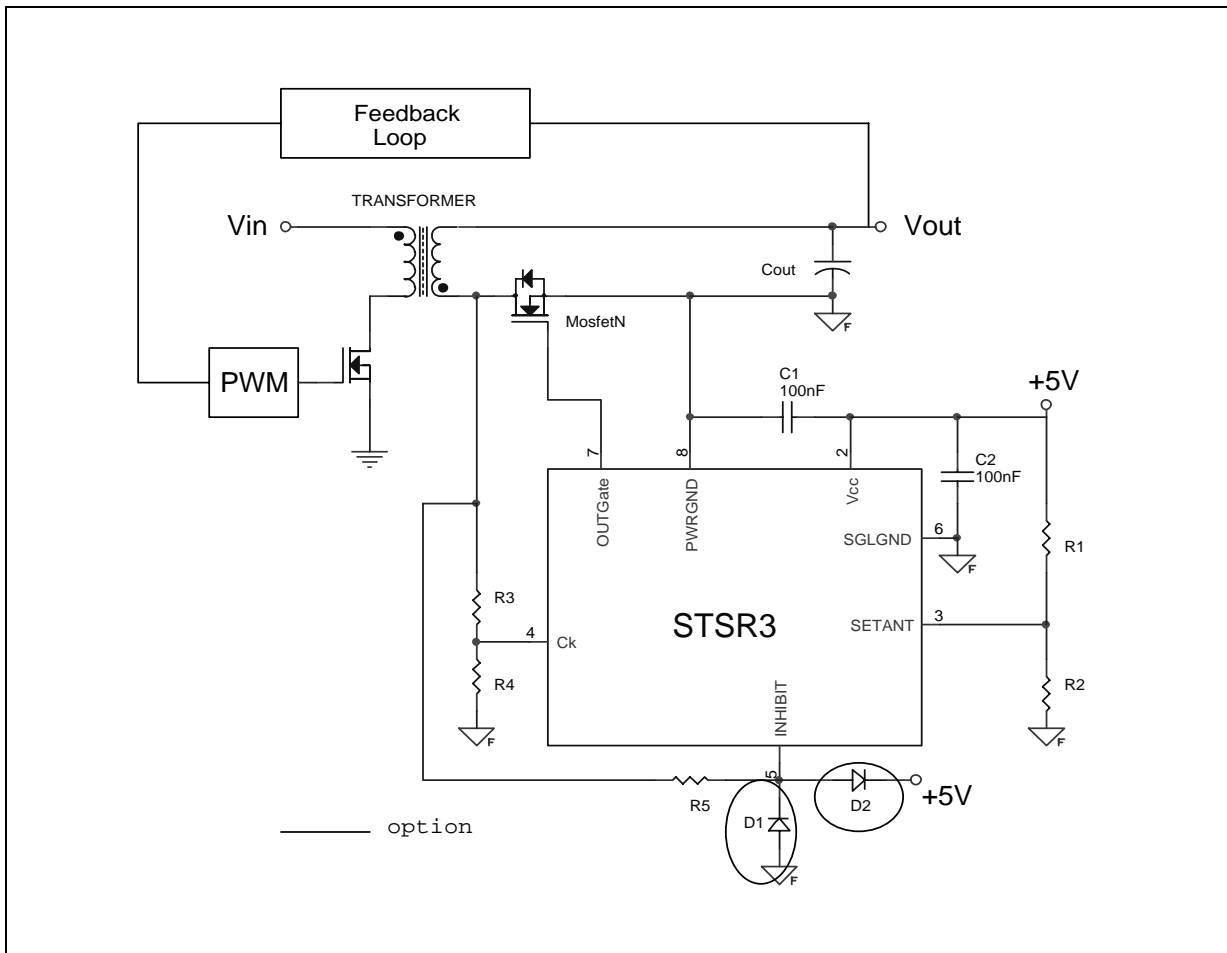 Feedback
Loop
TRANSFORMER
Vin
Vout
Cout
F
MosfetN
PWM
C1
100nF
+5V
7
8
2
C2
100nF
OUTGate
PWRGND
Vcc
SGLGND
6
F
R1
R3
STSR3
SETANT
3
4
Ck
R4
R2
INHIBIT
F
F
5
R5
D2
+5V
D1
option
F